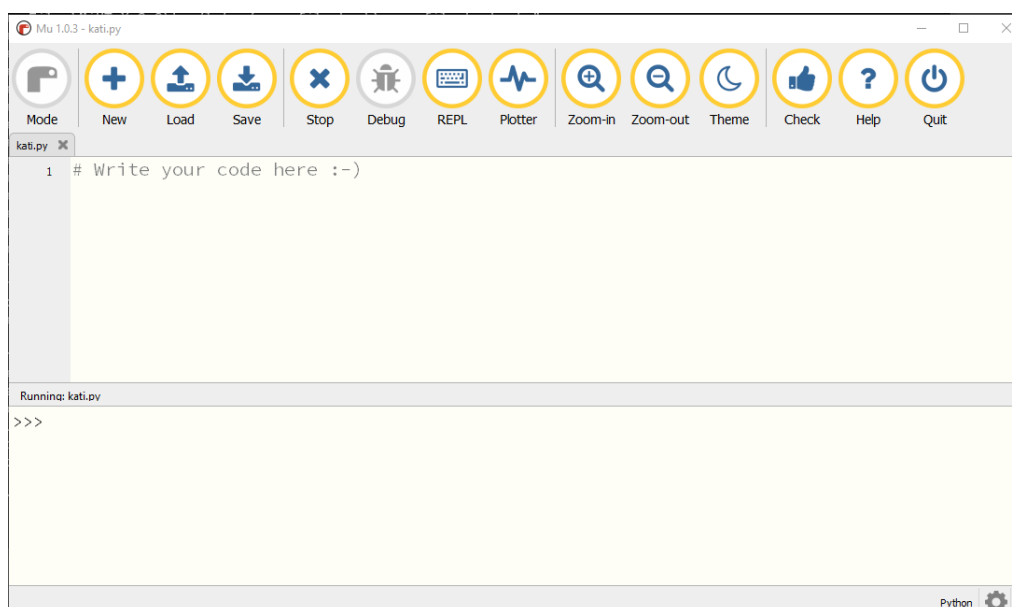 Mu 1.0.3 - kati.py
Mode New Load Save Stop Debug REPL Plotter Zoom-in Zoom-out Theme Check Help Quit
kati.py
1 # Write your code here :-)
Running: kati.py
>>>
Python